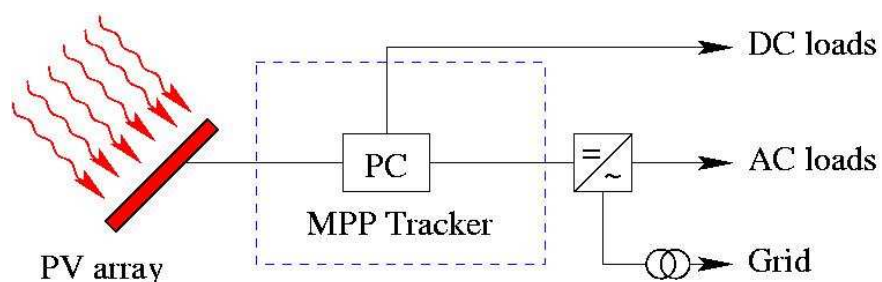 DC loads
PC
=
~
AC loads
MPP Tracker
PV array
Grid